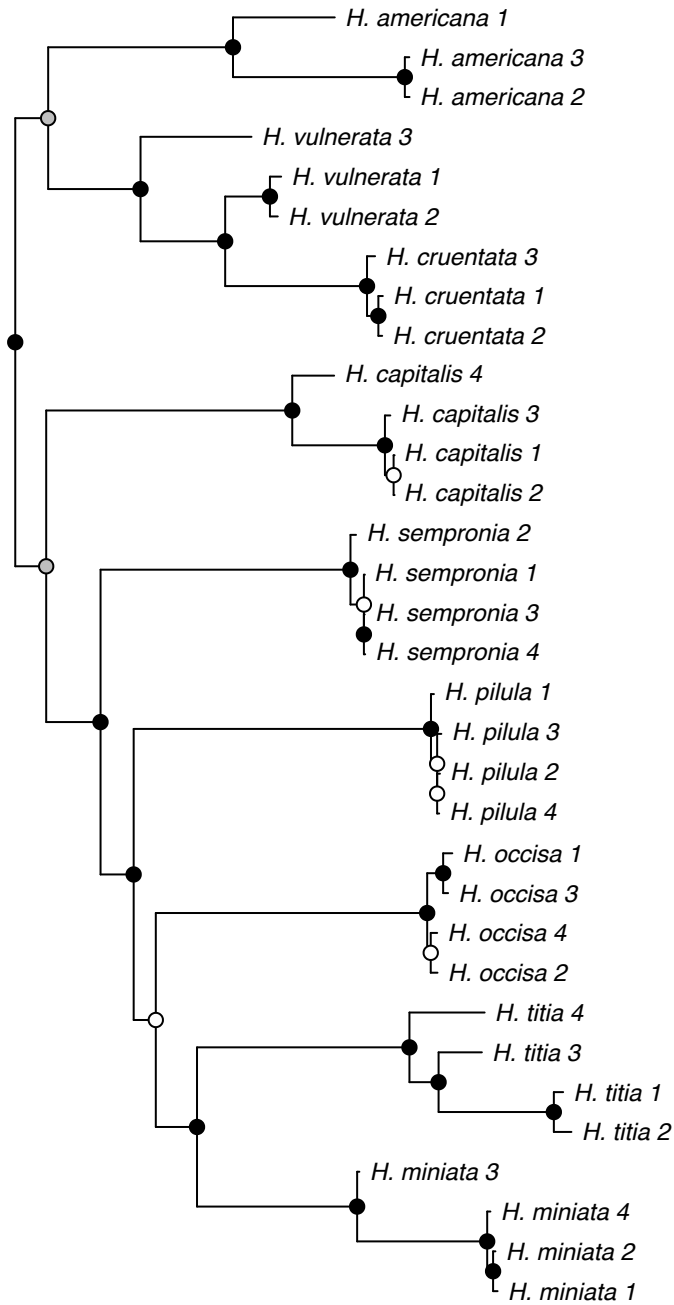 H. americana 1
H. americana 3
H. americana 2
H. vulnerata 3
H. vulnerata 1
H. vulnerata 2
H. cruentata 3
H. cruentata 1
H. cruentata 2
H. capitalis 4
H. capitalis 3
H. capitalis 1
H. capitalis 2
H. sempronia 2
H. sempronia 1
H. sempronia 3
H. sempronia 4
H. pilula 1
H. pilula 3
H. pilula 2
H. pilula 4
H. occisa 1
H. occisa 3
H. occisa 4
H. occisa 2
H. titia 4
H. titia 3
H. titia 1
H. titia 2
H. miniata 3
H. miniata 4
H. miniata 2
H. miniata 1